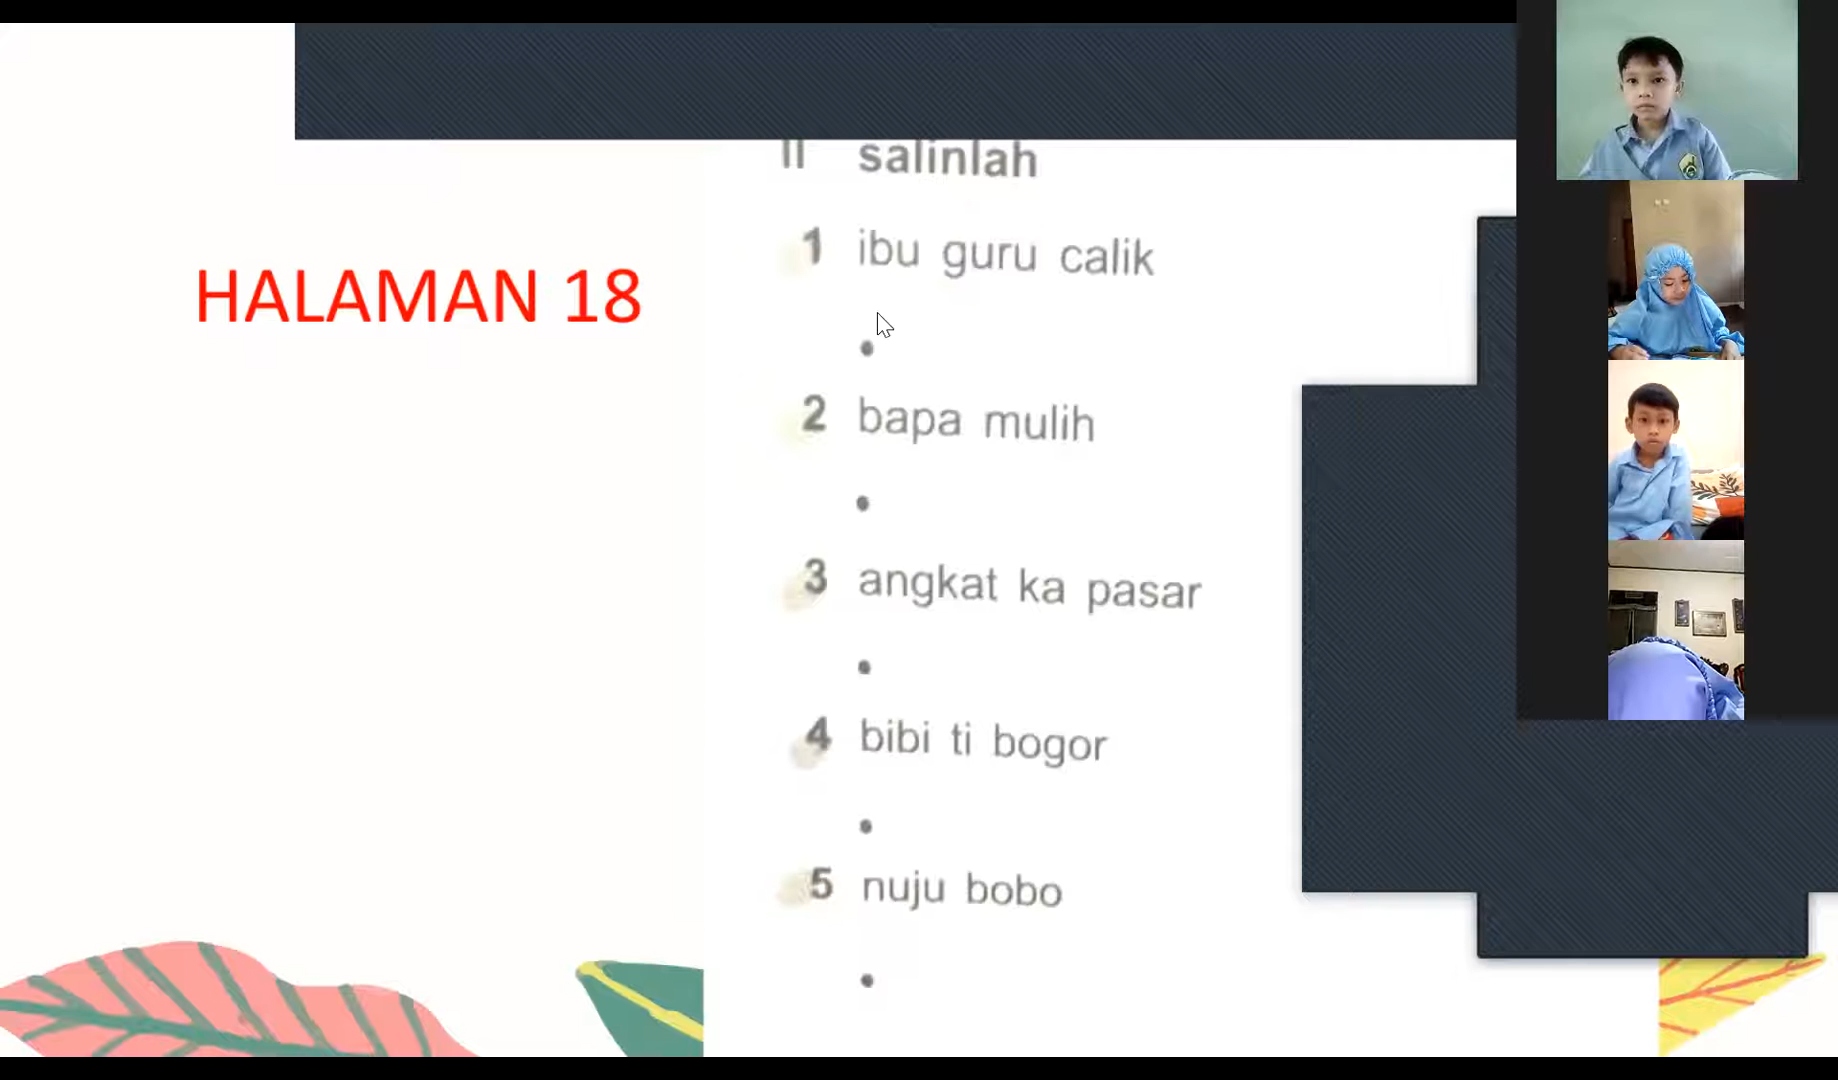 HALAMAN 18
II salinlah
1 ibu guru calik
2 bapa mulih
3 angkat ka pasar
4 bibi ti bogor
5 nuju bobo